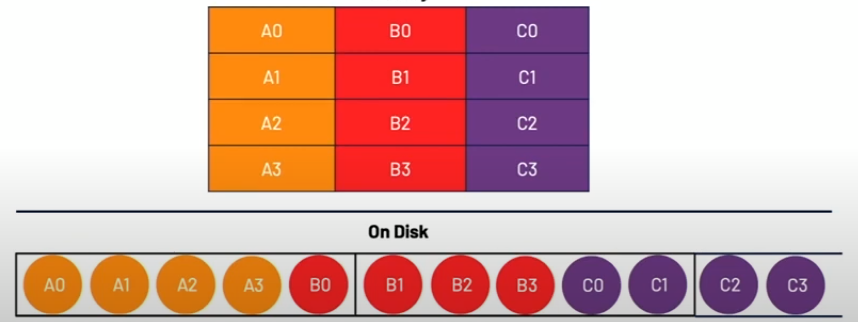 A0 B0 C0
A1 B1 C1
A2 B2 C2
A3 B3 C3
On Disk
A0 A1 A2 A3 B0 B1 B2 B3 C0 C1 C2 C3